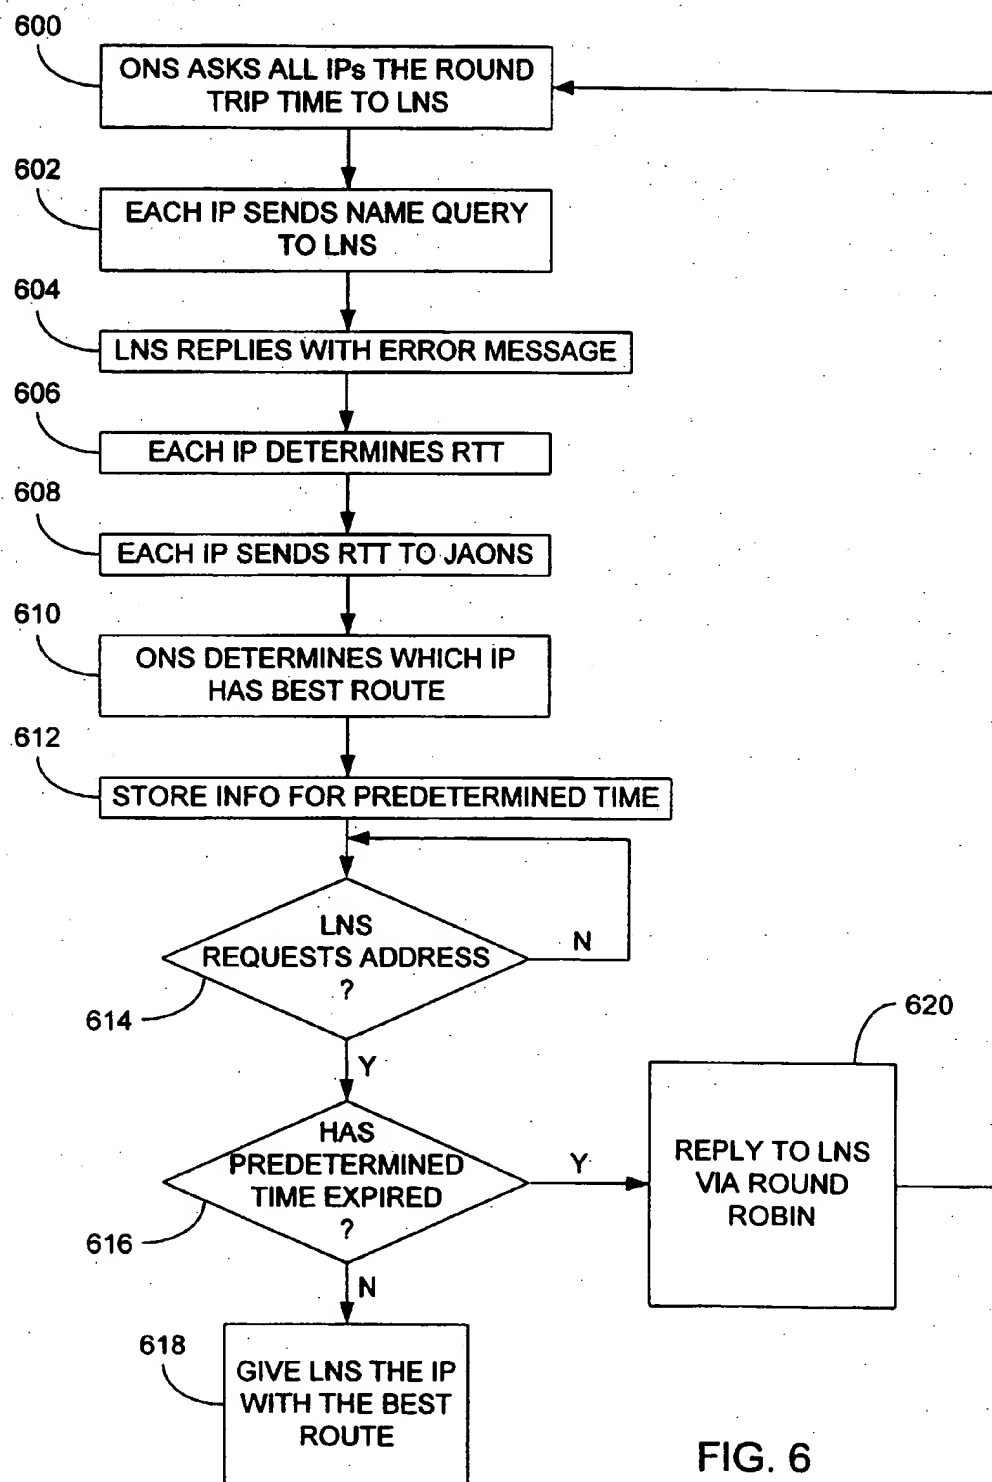 600
ONS ASKS ALL IPs THE ROUND
TRIP TIME TO LNS
602
EACH IP SENDS NAME QUERY
TO LNS
604
LNS REPLIES WITH ERROR MESSAGE
606
EACH IP DETERMINES RTT
608
EACH IP SENDS RTT TO JAONS
610
ONS DETERMINES WHICH IP
HAS BEST ROUTE
612
STORE INFO FOR PREDETERMINED TIME
LNS
REQUESTS ADDRESS
?
N
614
Y
620
HAS
PREDETERMINED
TIME EXPIRED
?
Y
616
N
REPLY TO LNS
VIA ROUND
ROBIN
618
GIVE LNS THE IP
WITH THE BEST
ROUTE
FIG. 6